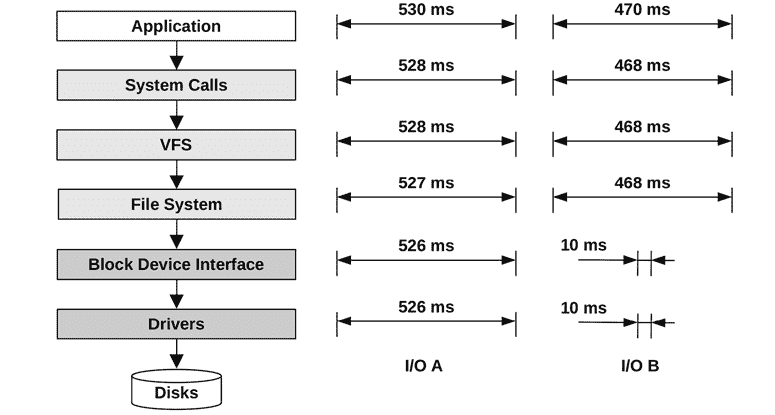 Application
530 ms
470 ms
System Calls
528 ms
468 ms
VFS
528 ms
468 ms
File System
527 ms
468 ms
Block Device Interface
526 ms
10 ms
Drivers
526 ms
10 ms
Disks
I/O A
I/O B